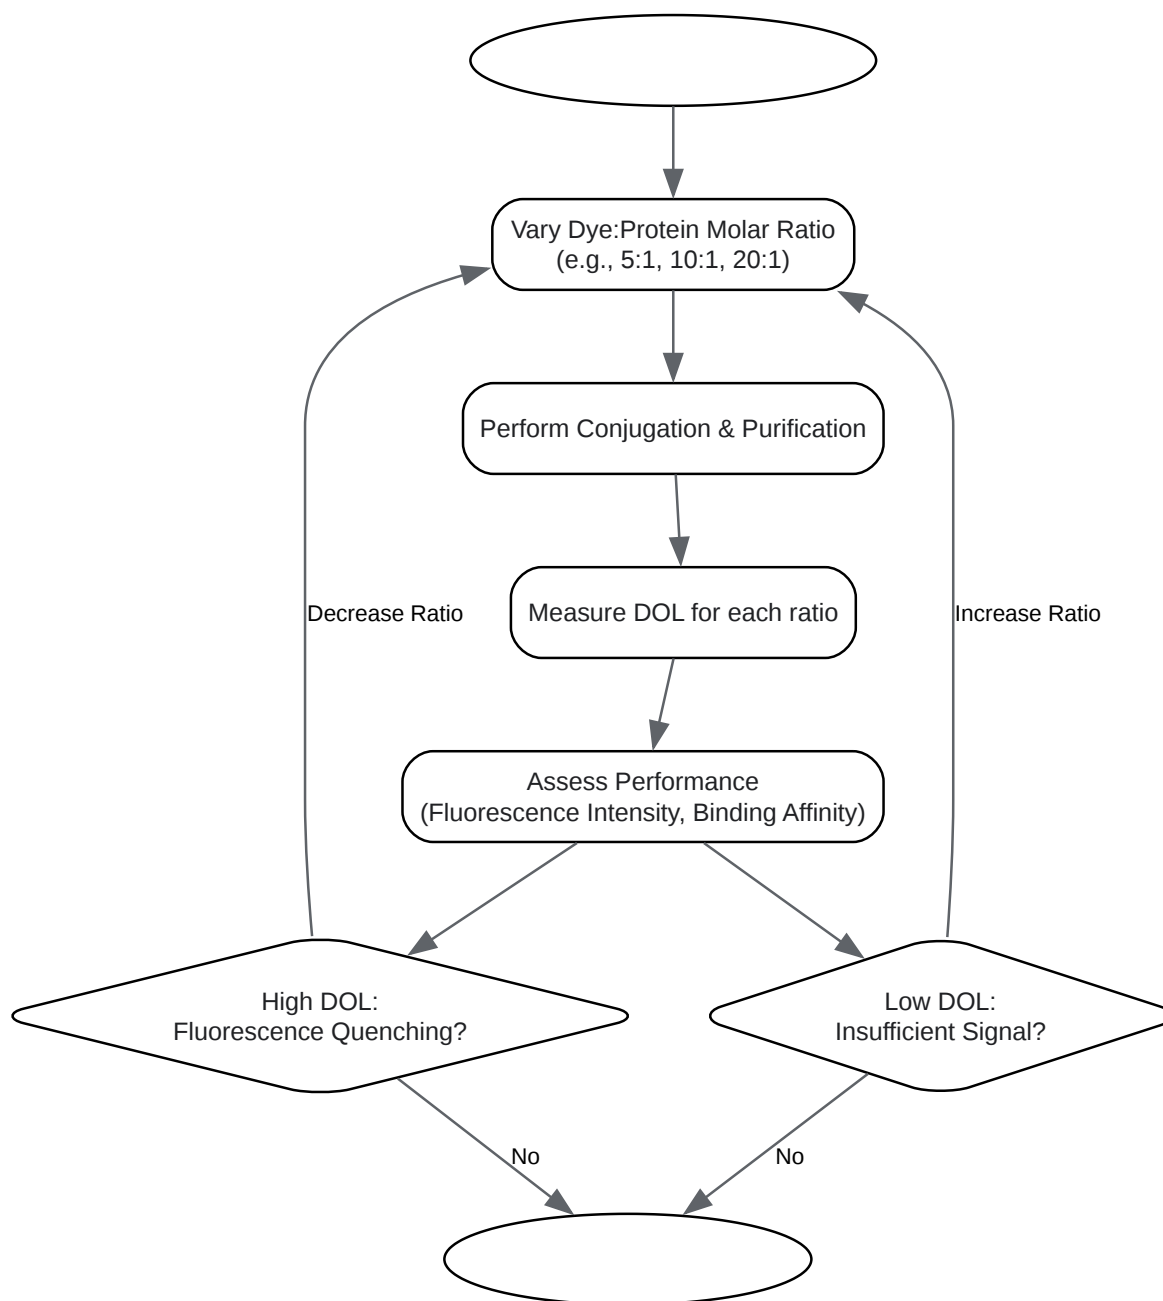 Vary Dye:Protein Molar Ratio
(e.g., 5:1, 10:1, 20:1)
Perform Conjugation & Purification
Decrease Ratio
Measure DOL for each ratio
Increase Ratio
Assess Performance
(Fluorescence Intensity, Binding Affinity)
High DOL:
Fluorescence Quenching?
Low DOL:
Insufficient Signal?
No
No